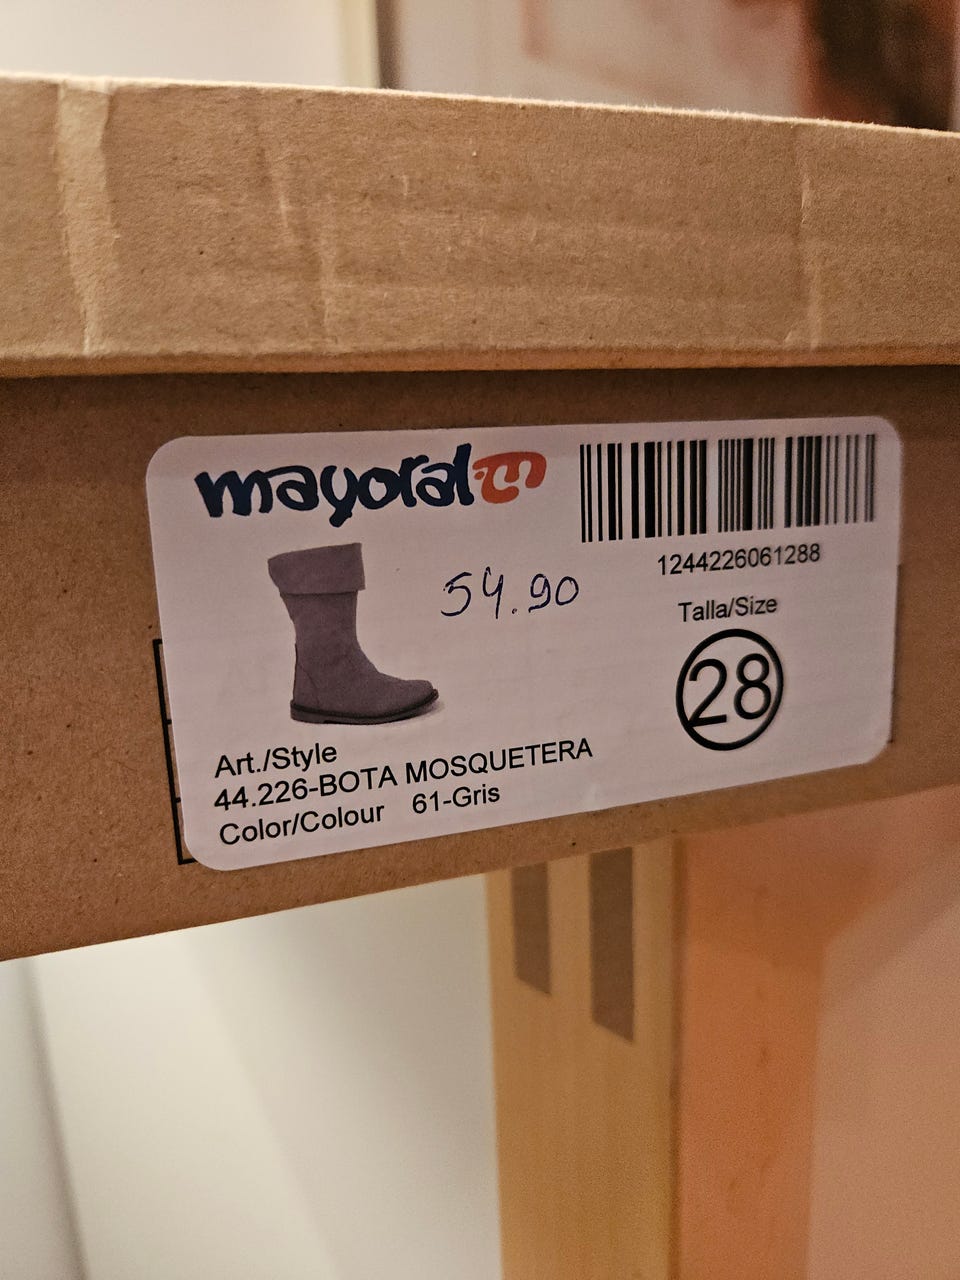 mayoral m
54.90
1244226061288
Talla/Size
28
Art./Style
44.226-BOTA MOSQUETERA
Color/Colour 61-Gris